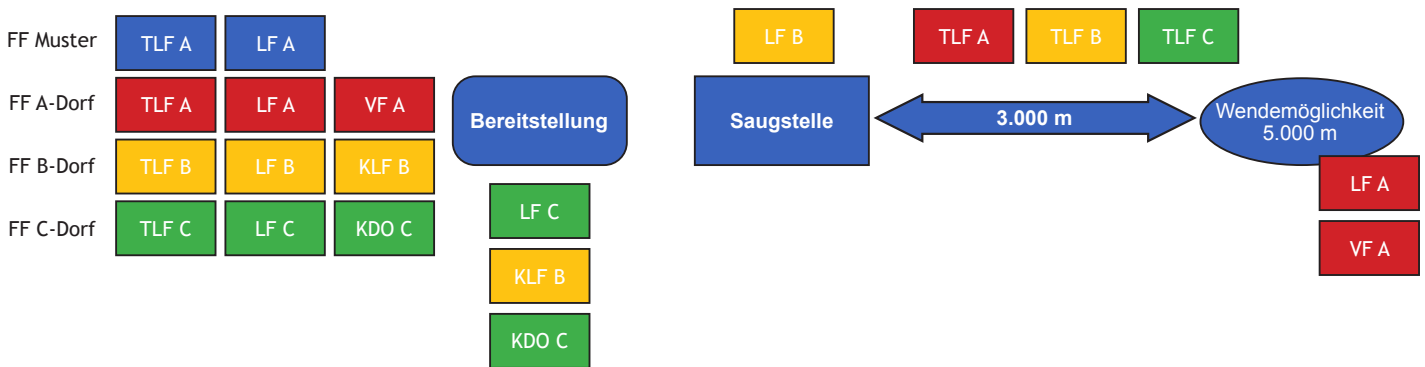 FF Muster TLF A LF A
FF A-Dorf TLF A LF A VF A
FF B-Dorf TLF B LF B KLF B
FF C-Dorf TLF C LF C KDO C
Bereitstellung
LF C
KLF B
KDO C
LF B
Saugstelle
TLF A TLF B TLF C
3.000 m
Wendemöglichkeit
5.000 m
LF A
VF A